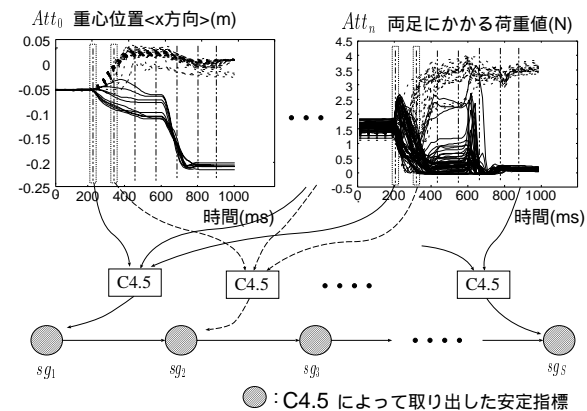 Att0 重心位置<x方向>(m)
Attn 両足にかかる荷重値(N)
0.05
0
-0.05
-0.1
-0.15
-0.2
-0.25
0 200 400 600 800 1000
時間(ms)
4.5
4
3.5
3
2.5
2
1.5
1
0.5
0
-0.5
0 200 400 600 800 1000 1200
時間(ms)
C4.5
C4.5
C4.5
sg1
sg2
sg3
sgS
:C4.5 によって取り出した安定指標